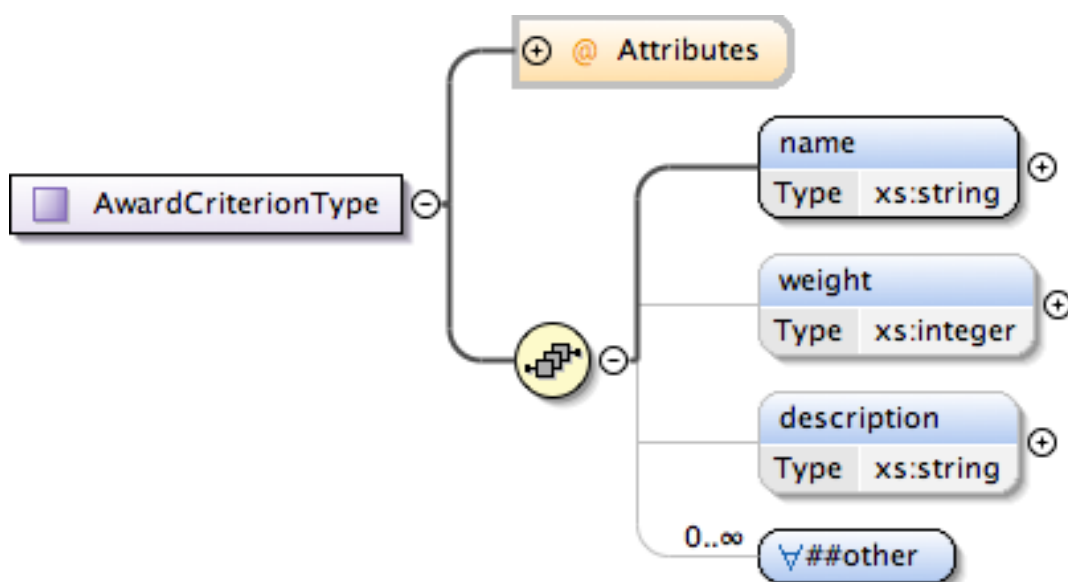 @ Attributes
name
Type xs:string
AwardCriterionType
weight
Type xs:integer
description
Type xs:string
0..∞
∀##other